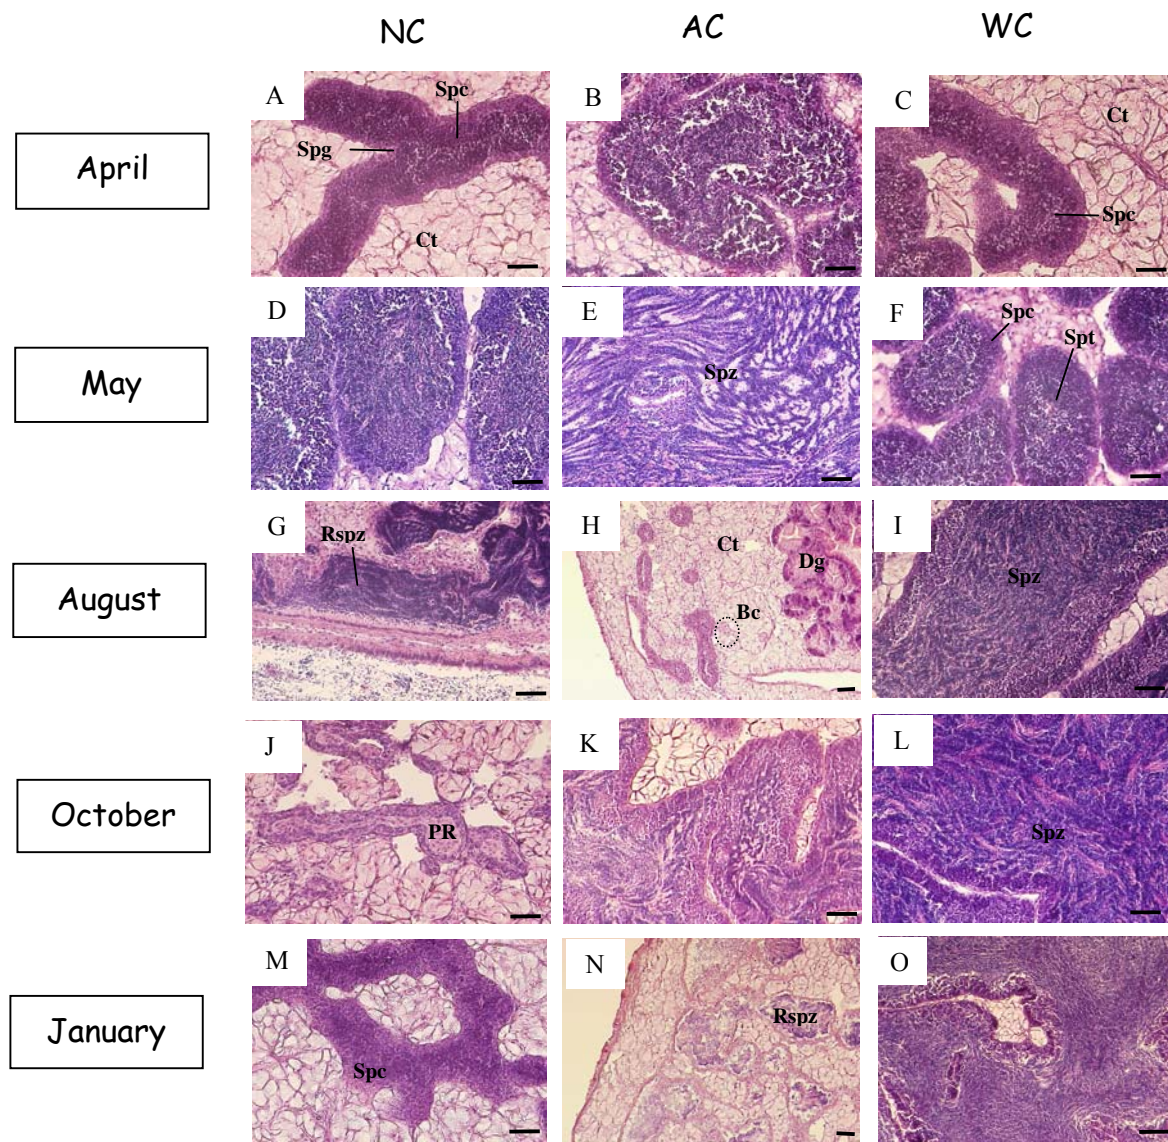 NC
AC
WC
April
A
Spc
Spg
Ct
B
C
Ct
Spc
May
D
E
Spz
F
Spc
Spt
August
G
Rspz
H
Ct
Dg
Bc
I
Spz
October
J
PR
K
L
Spz
January
M
Spc
N
Rspz
O